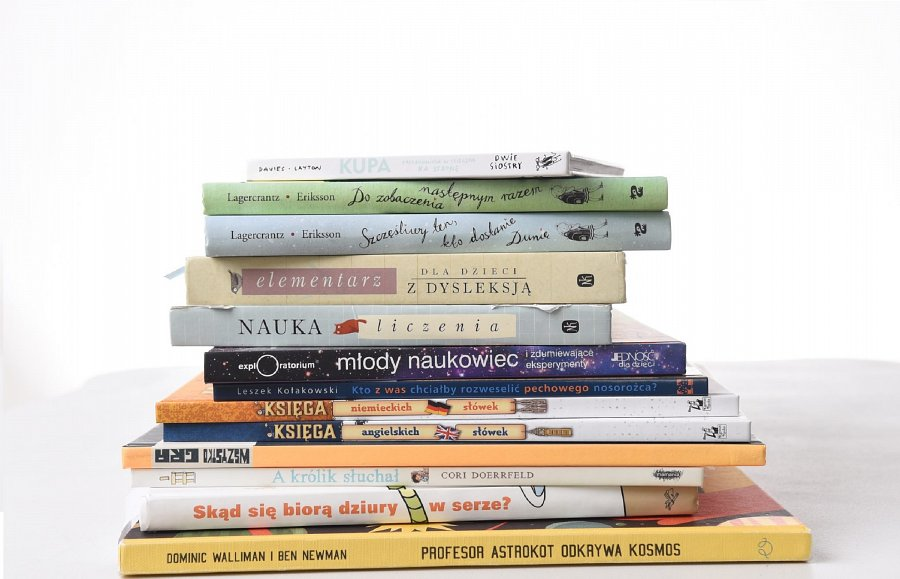 DAVIES • LAYTON KUPA DWIE SIOSTRY
Lagercrantz • Eriksson Do zobaczenia następnym razem
Lagercrantz • Eriksson Szczęśliwy ten, kto dostanie Dunię
elementarz DLA DZIECI Z DYSLEKSJĄ
NAUKA liczenia
explOratorium młody naukowiec i zdumiewające eksperymenty JEDNOŚĆ dla dzieci
Leszek Kołakowski Kto z was chciałby rozweselić pechowego nosorożca?
KSIĘGA niemieckich słówek
KSIĘGA angielskich słówek
WSZYSTKO GRA
A królik słuchał CORI DOERRFELD
Skąd się biorą dziury w serze?
DOMINIC WALLIMAN I BEN NEWMAN PROFESOR ASTROKOT ODKRYWA KOSMOS